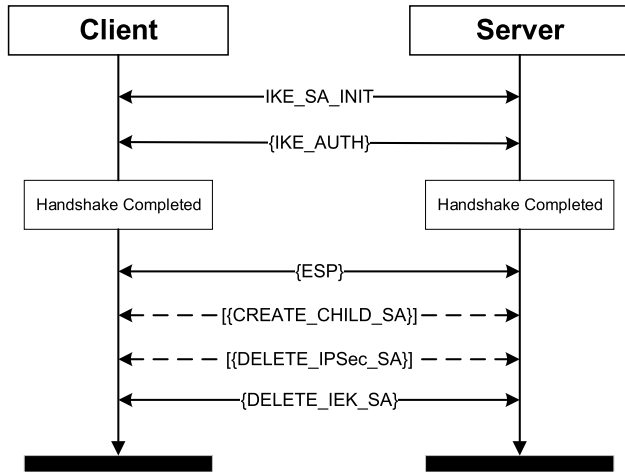 Client
Server
IKE_SA_INIT
{IKE_AUTH}
Handshake Completed
Handshake Completed
{ESP}
[{CREATE_CHILD_SA}]
[{DELETE_IPSec_SA}]
{DELETE_IEK_SA}